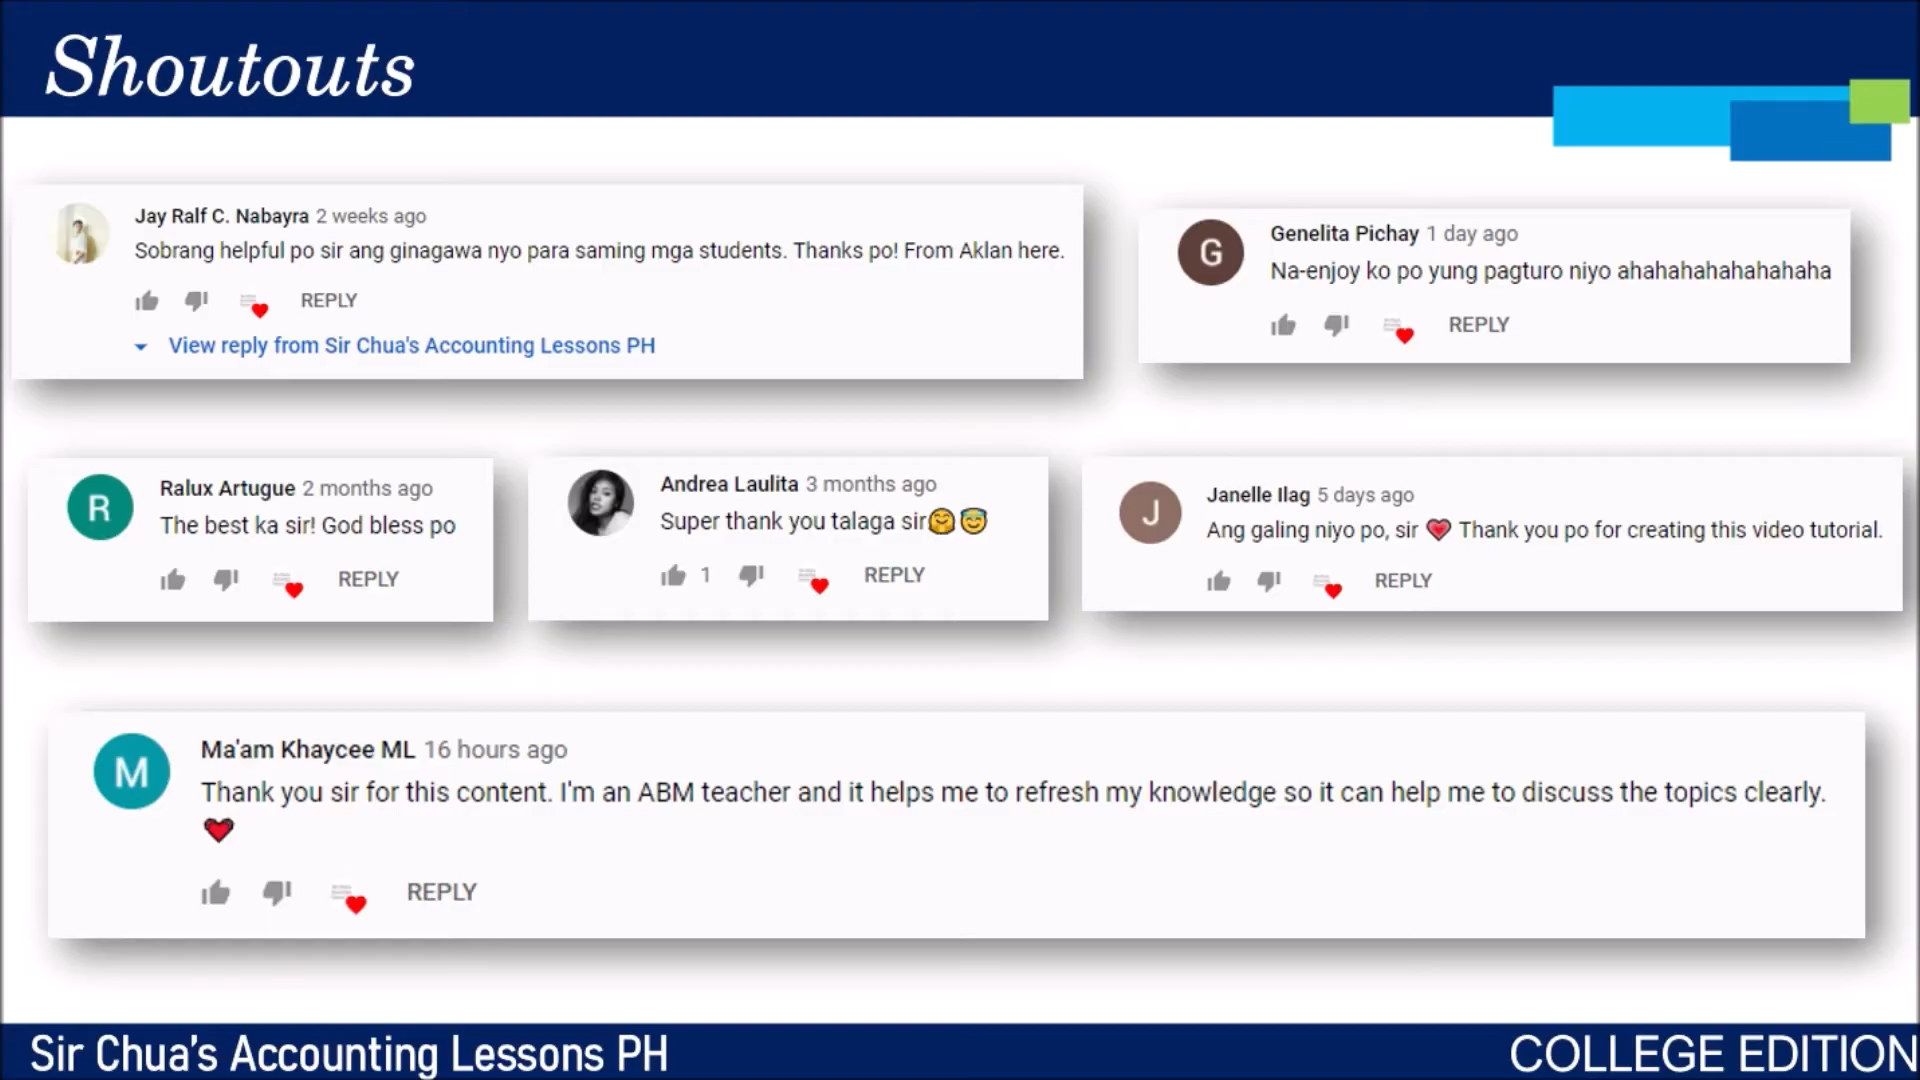 Shoutouts
Jay Ralf C. Nabayra 2 weeks ago
Sobrang helpful po sir ang ginagawa nyo para saming mga students. Thanks po! From Aklan here.
REPLY
View reply from Sir Chua's Accounting Lessons PH
G
Genelita Pichay 1 day ago
Na-enjoy ko po yung pagturo niyo ahahahahahahahaha
REPLY
R
Ralux Artugue 2 months ago
The best ka sir! God bless po
REPLY
Andrea Laulita 3 months ago
Super thank you talaga sir🤗😇
1 REPLY
J
Janelle Ilag 5 days ago
Ang galing niyo po, sir 💗 Thank you po for creating this video tutorial.
REPLY
M
Ma'am Khaycee ML 16 hours ago
Thank you sir for this content. I'm an ABM teacher and it helps me to refresh my knowledge so it can help me to discuss the topics clearly.
❤️
REPLY
Sir Chua's Accounting Lessons PH
COLLEGE EDITION